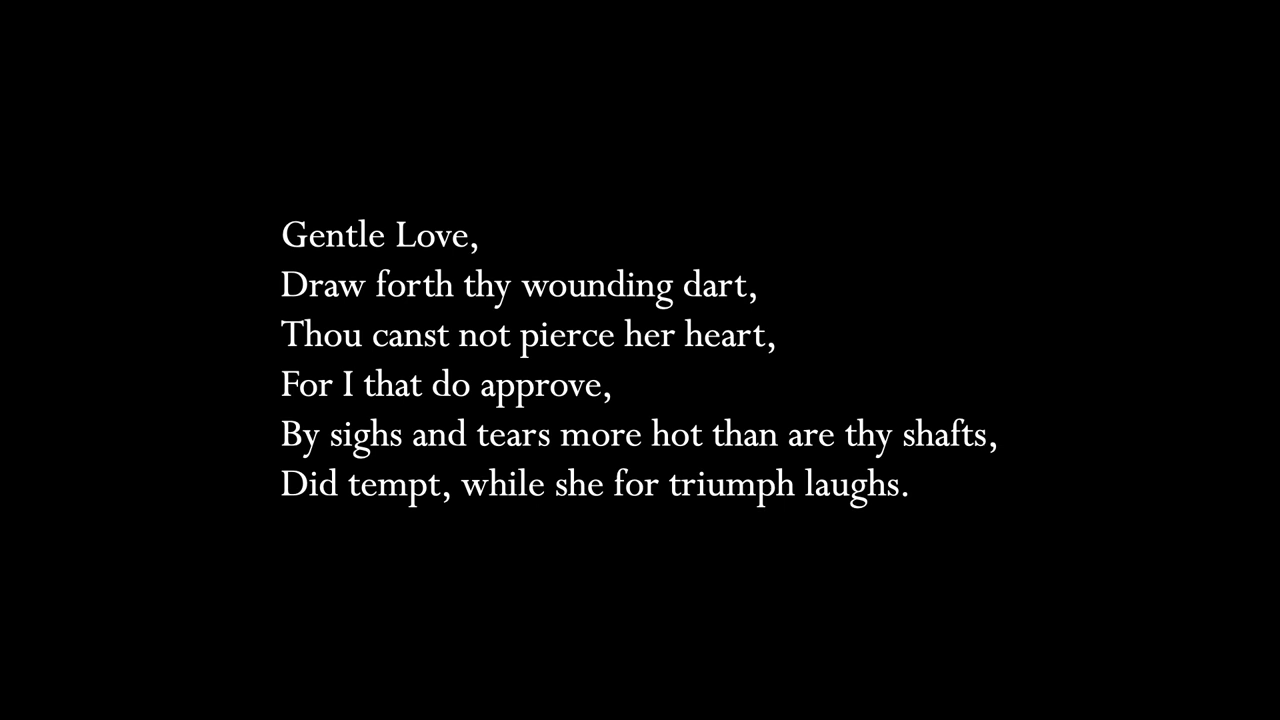 Gentle Love,
Draw forth thy wounding dart,
Thou canst not pierce her heart,
For I that do approve,
By sighs and tears more hot than are thy shafts,
Did tempt, while she for triumph laughs.